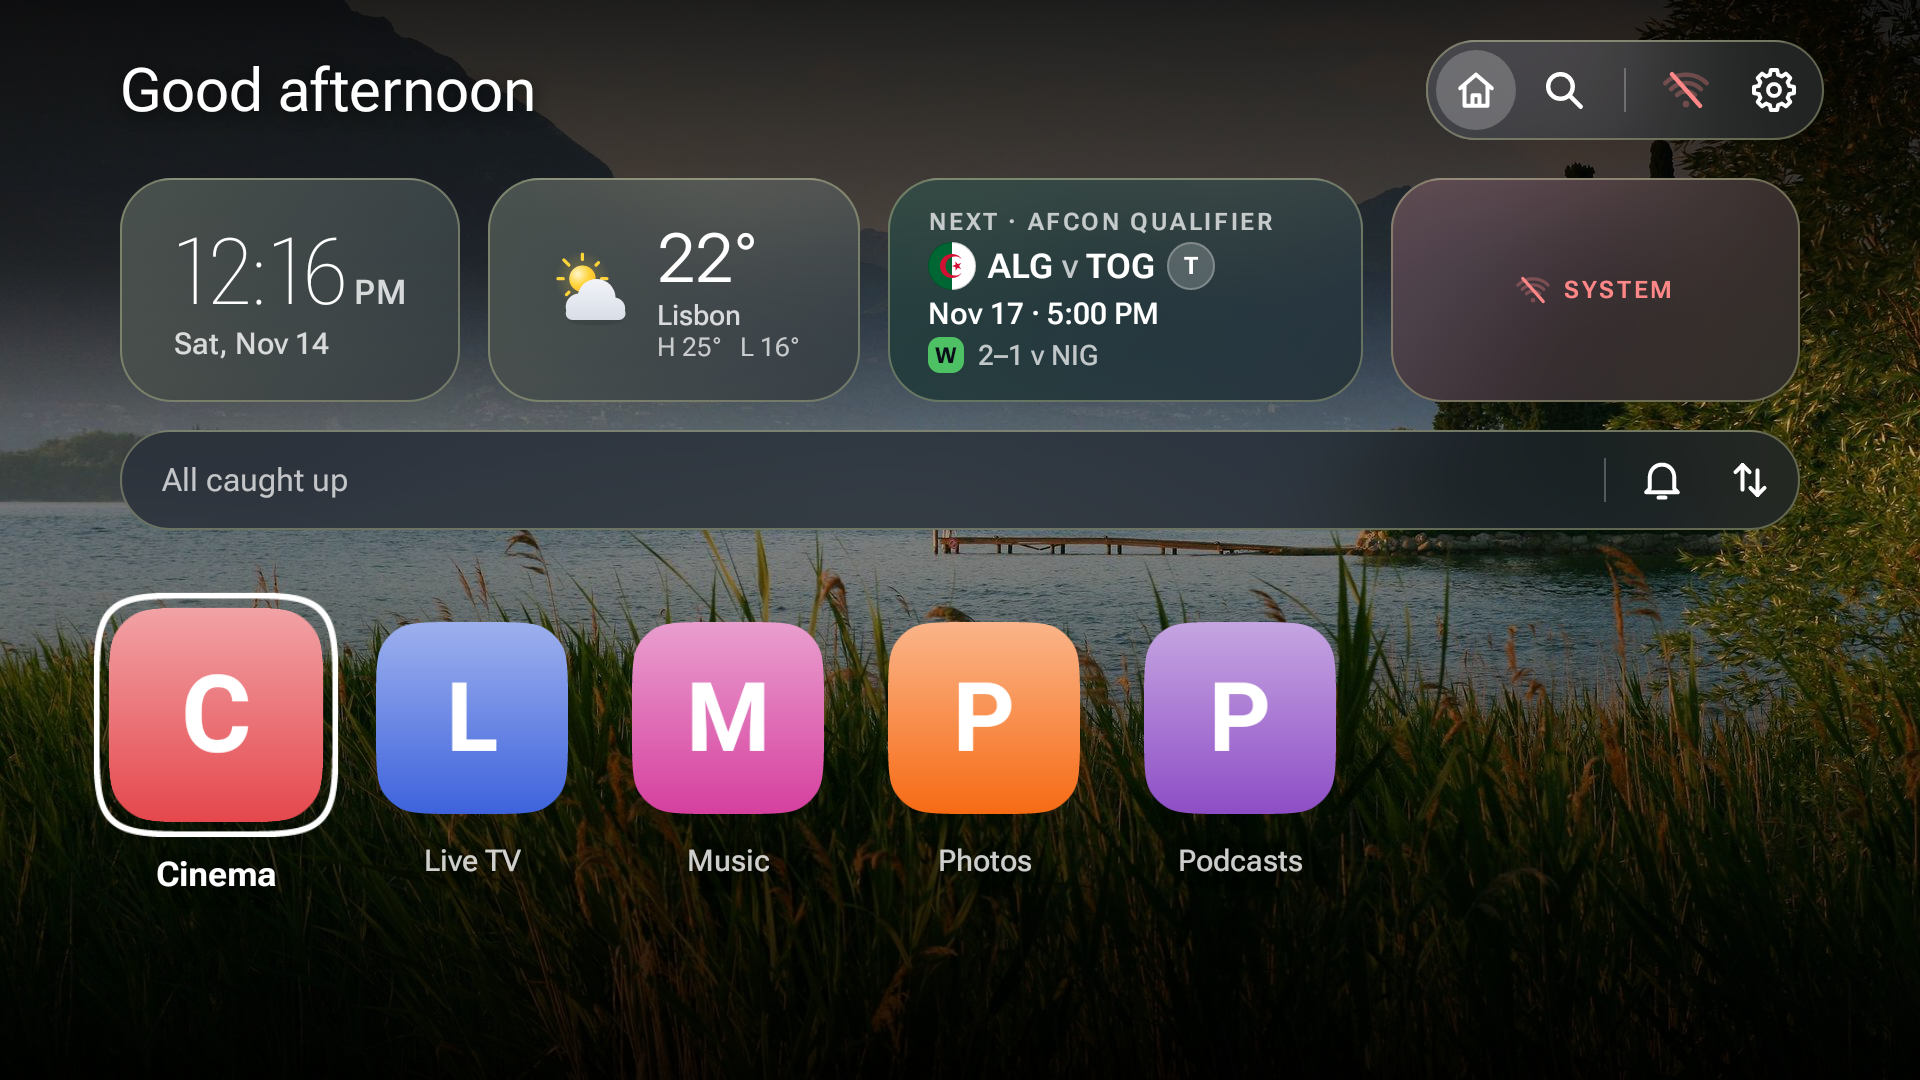 Good afternoon
12:16 PM
Sat, Nov 14
22°
Lisbon
H 25° L 16°
NEXT · AFCON QUALIFIER
ALG v TOG T
Nov 17 · 5:00 PM
W 2–1 v NIG
SYSTEM
All caught up
C
L
M
P
P
Cinema
Live TV
Music
Photos
Podcasts